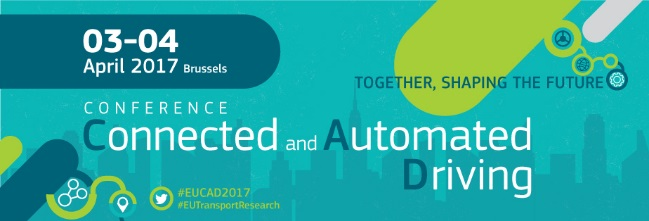 03-04
April 2017 Brussels
TOGETHER, SHAPING THE FUTURE
CONFERENCE
Connected and Automated
Driving
#EUCAD2017
#EUTransportResearch